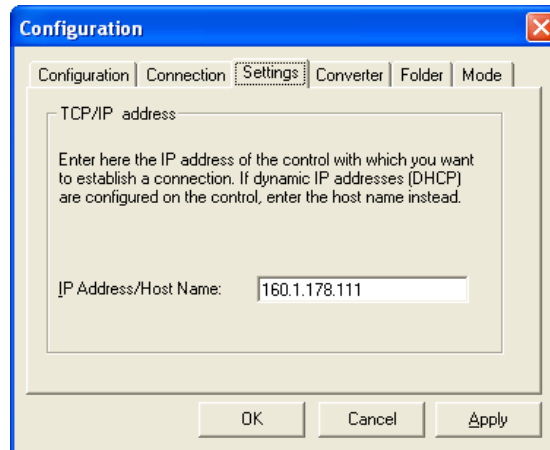 Configuration
Configuration Connection Settings Converter Folder Mode
TCP/IP address
Enter here the IP address of the control with which you want
to establish a connection. If dynamic IP addresses (DHCP)
are configured on the control, enter the host name instead.
IP Address/Host Name: 160.1.178.111
OK Cancel Apply